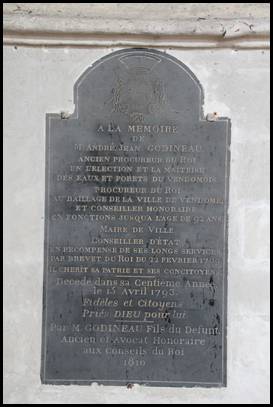 A LA MEMOIRE
DE
Mr ANDRÉ JEAN GODINEAU,
ANCIEN PROCUREUR DU ROI
EN L'ELECTION ET LA MAITRISE
DES EAUX ET FORETS DU VENDOMOIS
PROCUREUR DU ROI
AU BAILLAGE DE LA VILLE DE VENDOME,
ET CONSEILLER HONORAIRE
EN FONCTIONS JUSQU'A L'AGE DE 92 ANS
MAIRE DE VILLE
CONSEILLER D'ETAT
EN RECOMPENSE DE SES LONGS SERVICES
PAR BREVET DU ROI DU 22 FEVRIER
IL CHERIT SA PATRIE ET SES CONCITOYENS
Decede dans sa Centieme Année
le 15 Avril 1793.
Fidéles et Citoyens
Priés DIEU pour lui
Par M. GODINEAU Fils du Defunt,
Ancien et Avocat Honoraire
aux Conseils du Roi